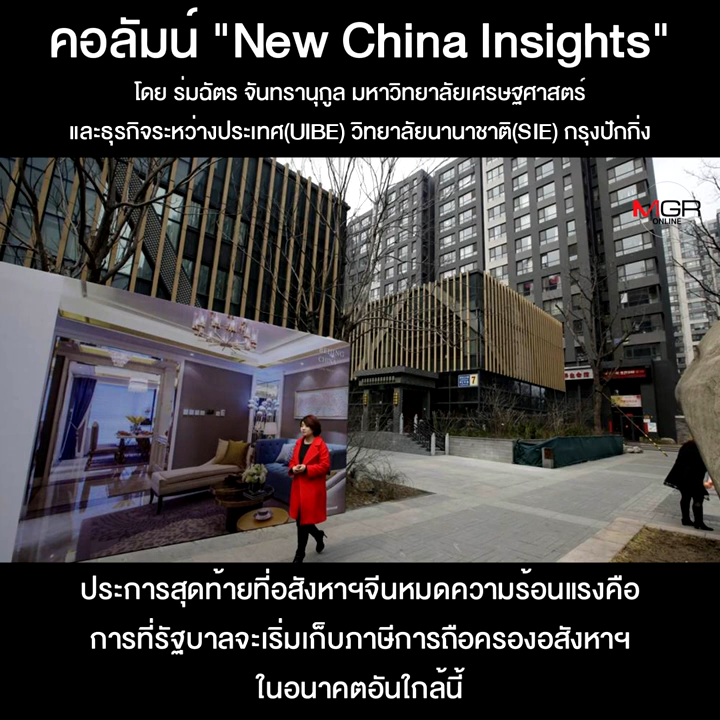 คอลัมน์ "New China Insights"
โดย ร่มฉัตร จันทรานุกูล มหาวิทยาลัยเศรษฐศาสตร์
และธุรกิจระหว่างประเทศ(UIBE) วิทยาลัยนานาชาติ(SIE) กรุงปักกิ่ง
MGR
ONLINE
7
ประการสุดท้ายที่อสังหาฯจีนหมดความร้อนแรงคือ
การที่รัฐบาลจะเริ่มเก็บภาษีการถือครองอสังหาฯ
ในอนาคตอันใกล้นี้